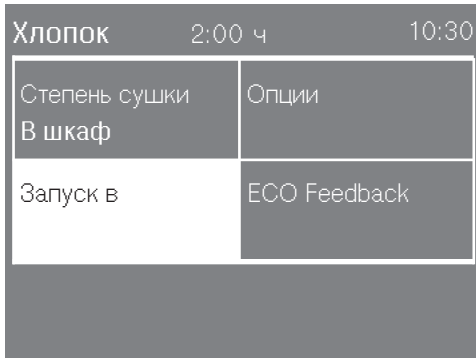 Хлопок 2:00 ч 10:30
Степень сушки Опции
В шкаф
Запуск в ECO Feedback